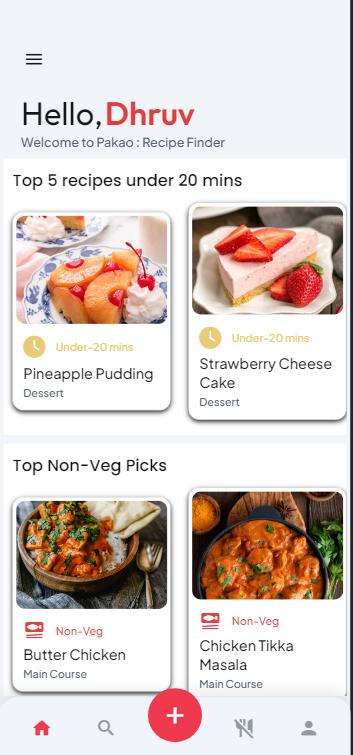 Hello, Dhruv
Welcome to Pakao : Recipe Finder
Top 5 recipes under 20 mins
Under-20 mins
Pineapple Pudding
Dessert
Under-20 mins
Strawberry Cheese
Cake
Dessert
Top Non-Veg Picks
Non-Veg
Butter Chicken
Main Course
Non-Veg
Chicken Tikka
Masala
Main Course